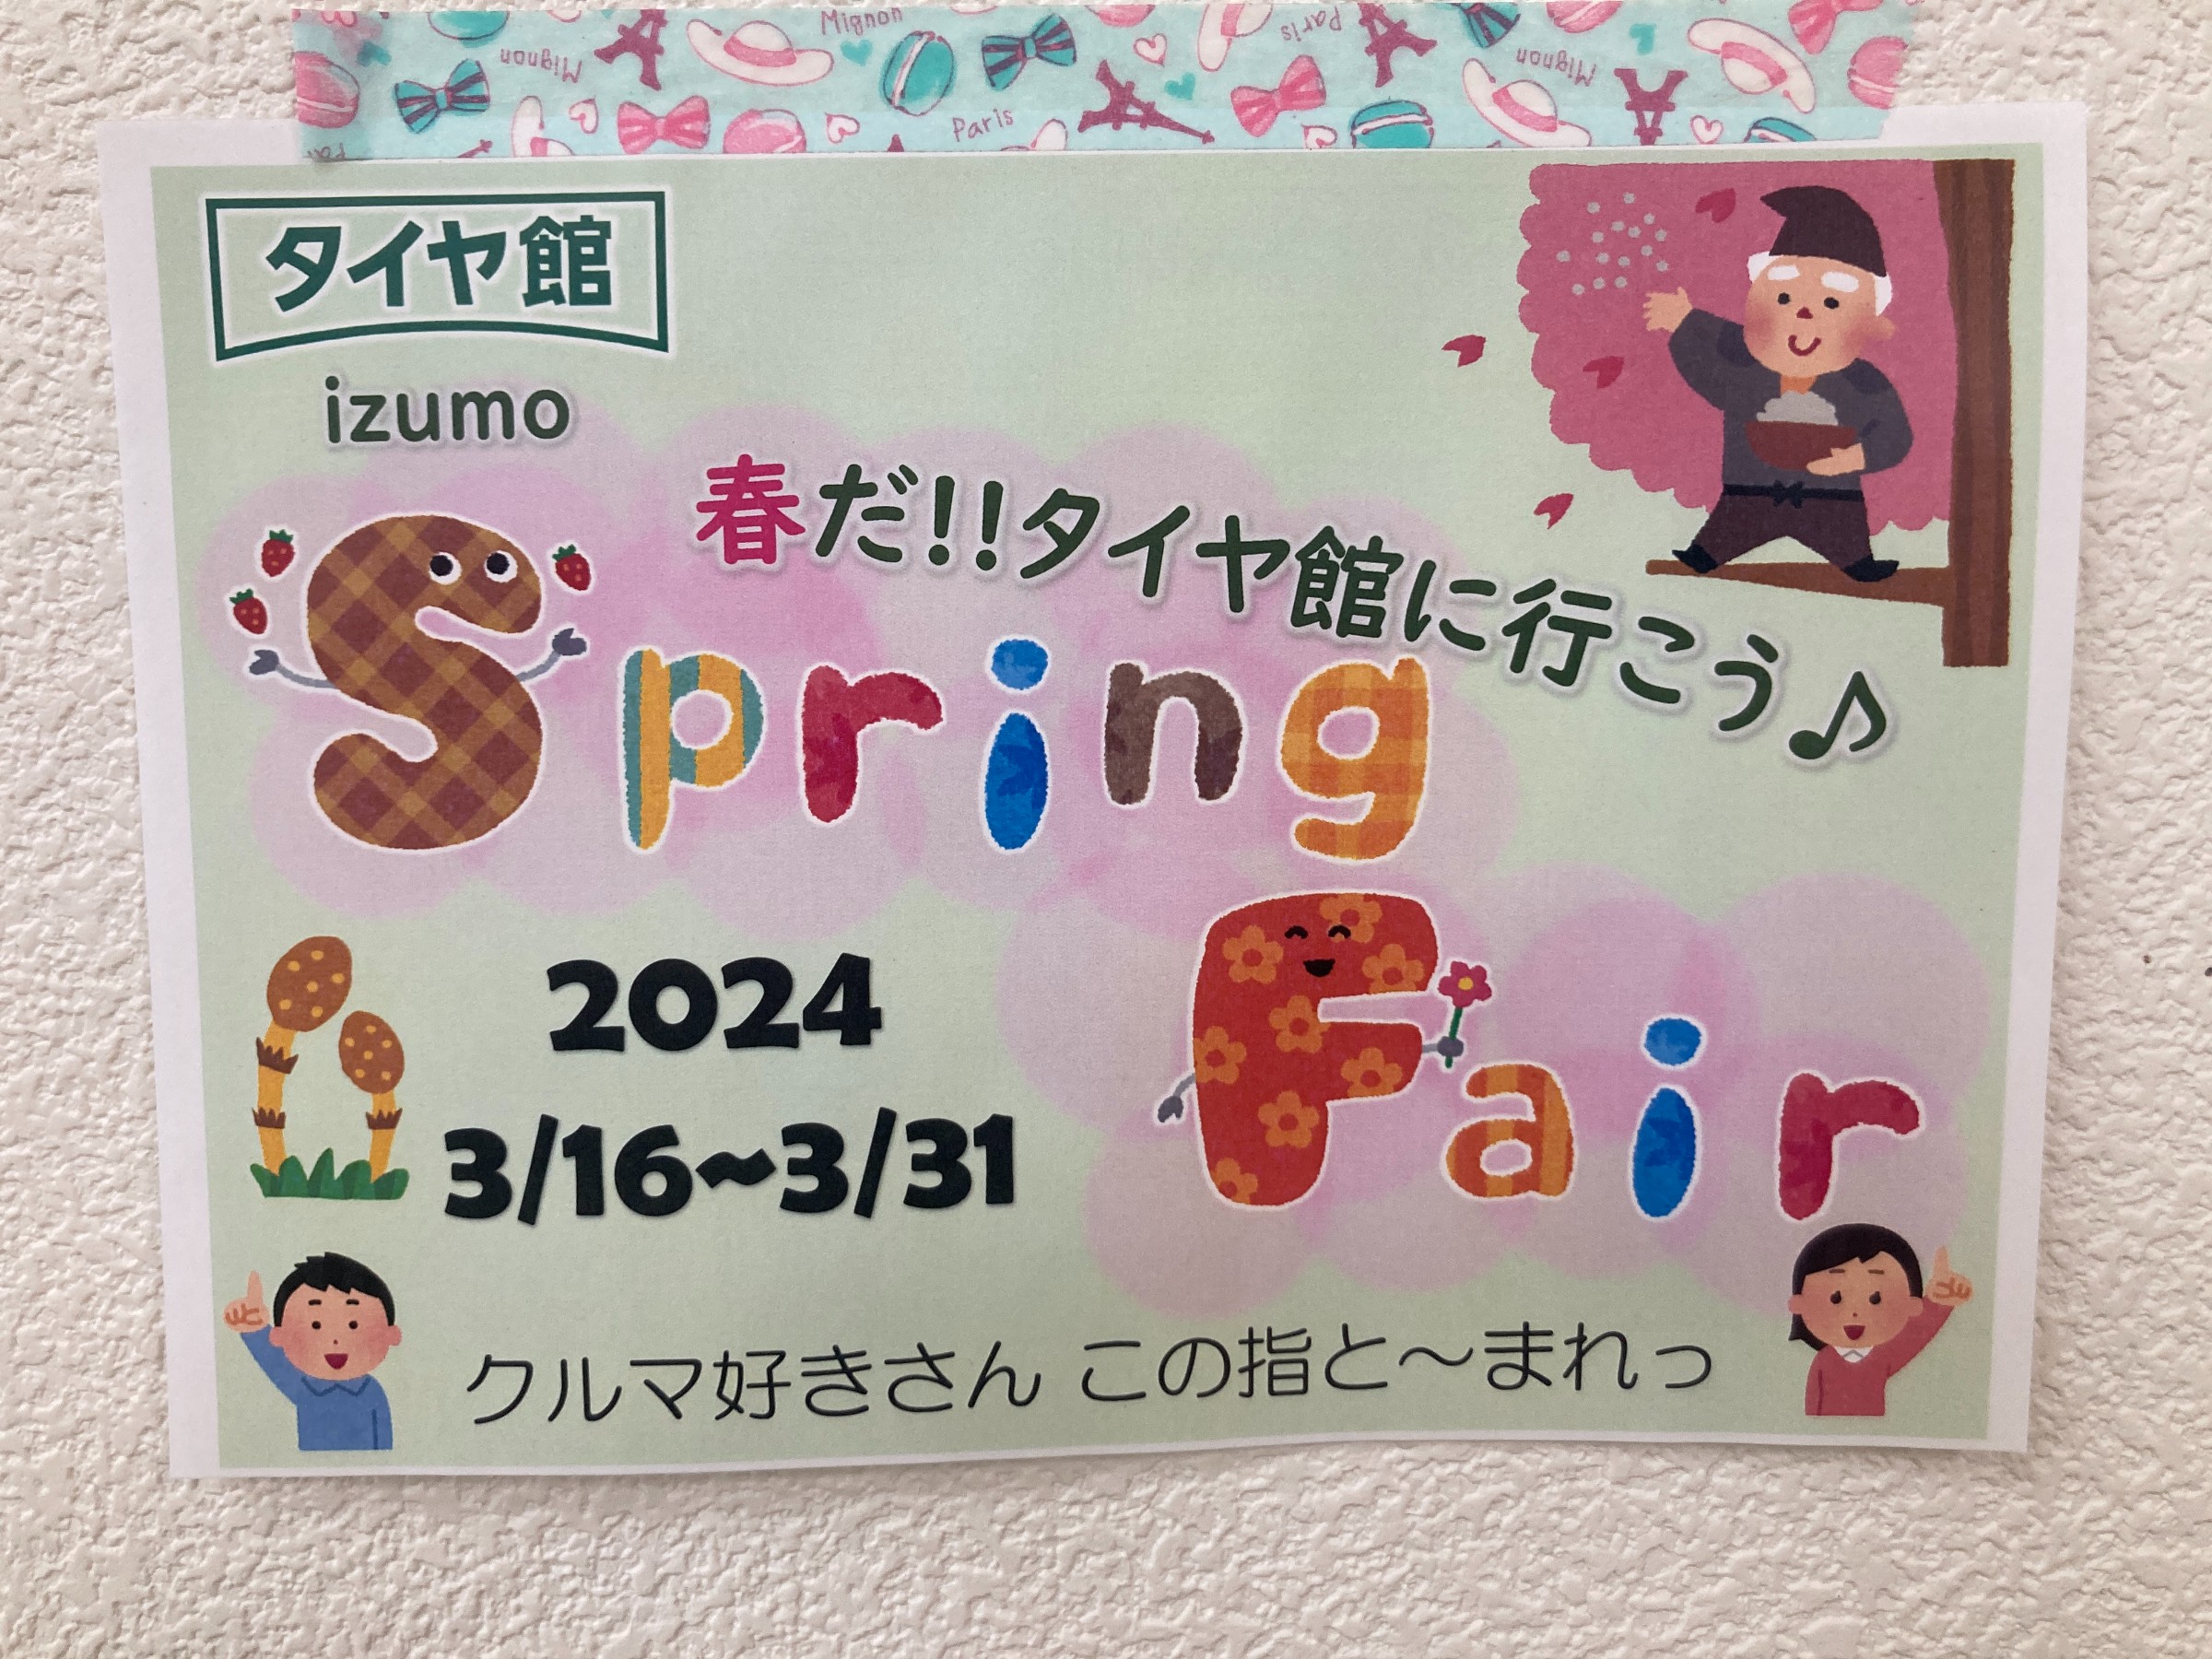 Mignon
Paris
Mignon
Mignon
Paris
タイヤ館
izumo
春だ!!タイヤ館に行こう♪
Spring
Fair
2024
3/16~3/31
クルマ好きさん この指と～まれっ